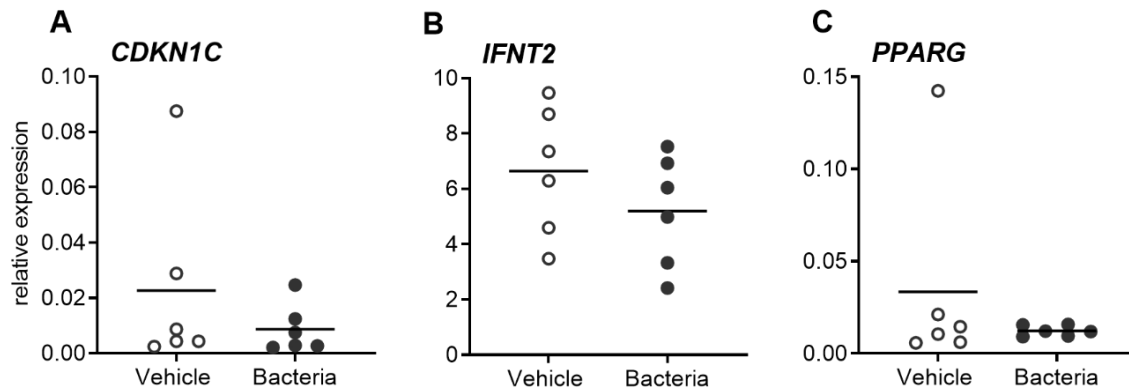 A
CDKN1C
relative expression
0.10
0.08
0.06
0.04
0.02
0.00
Vehicle Bacteria
B
IFNT2
10
8
6
4
2
0
Vehicle Bacteria
C
PPARG
0.15
0.10
0.05
0.00
Vehicle Bacteria